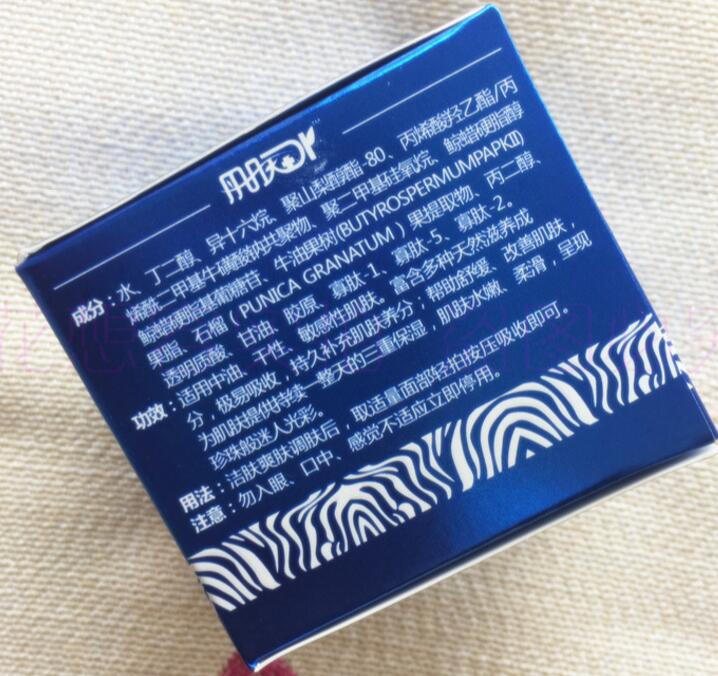 成分：水、丁二醇、异十六烷、聚山梨醇酯-80、丙烯酸羟乙酯/丙
烯酰二甲基牛磺酸钠共聚物、聚二甲基硅氧烷、鲸蜡硬脂醇
鲸蜡硬脂基葡糖苷、牛油果树(BUTYROSPERMUMPAPKII)
果脂、石榴（PUNICA GRANATUM）果提取物、丙二醇、
透明质酸、甘油、胶原、寡肽-1、寡肽-5、寡肽-2。
功效：适用中油、干性、敏感性肌肤。富含多种天然滋养成
分，极易吸收，持久补充肌肤养分；帮助舒缓、改善肌肤，
为肌肤提供持续一整天的三重保湿，肌肤水嫩、柔滑，呈现
珍珠般迷人光彩。
用法：洁肤爽肤调肤后，取适量面部轻拍按压吸收即可。
注意：勿入眼、口中、感觉不适应立即停用。